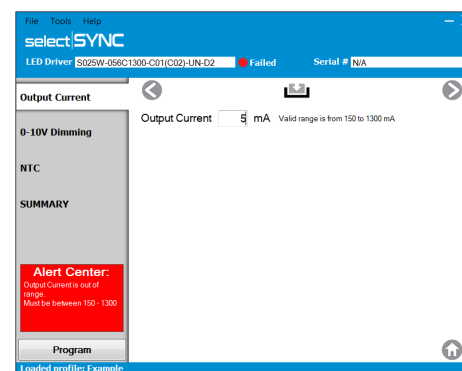 File Tools Help
select|SYNC
LED Driver S025W-056C1300-C01(C02)-UN-D2 Failed Serial # N/A
Output Current
Output Current 5 mA Valid range is from 150 to 1300 mA
0-10V Dimming
NTC
SUMMARY
Alert Center:
Output Current is out of
range.
Must be between 150 - 1300
Program
Loaded profile: Example